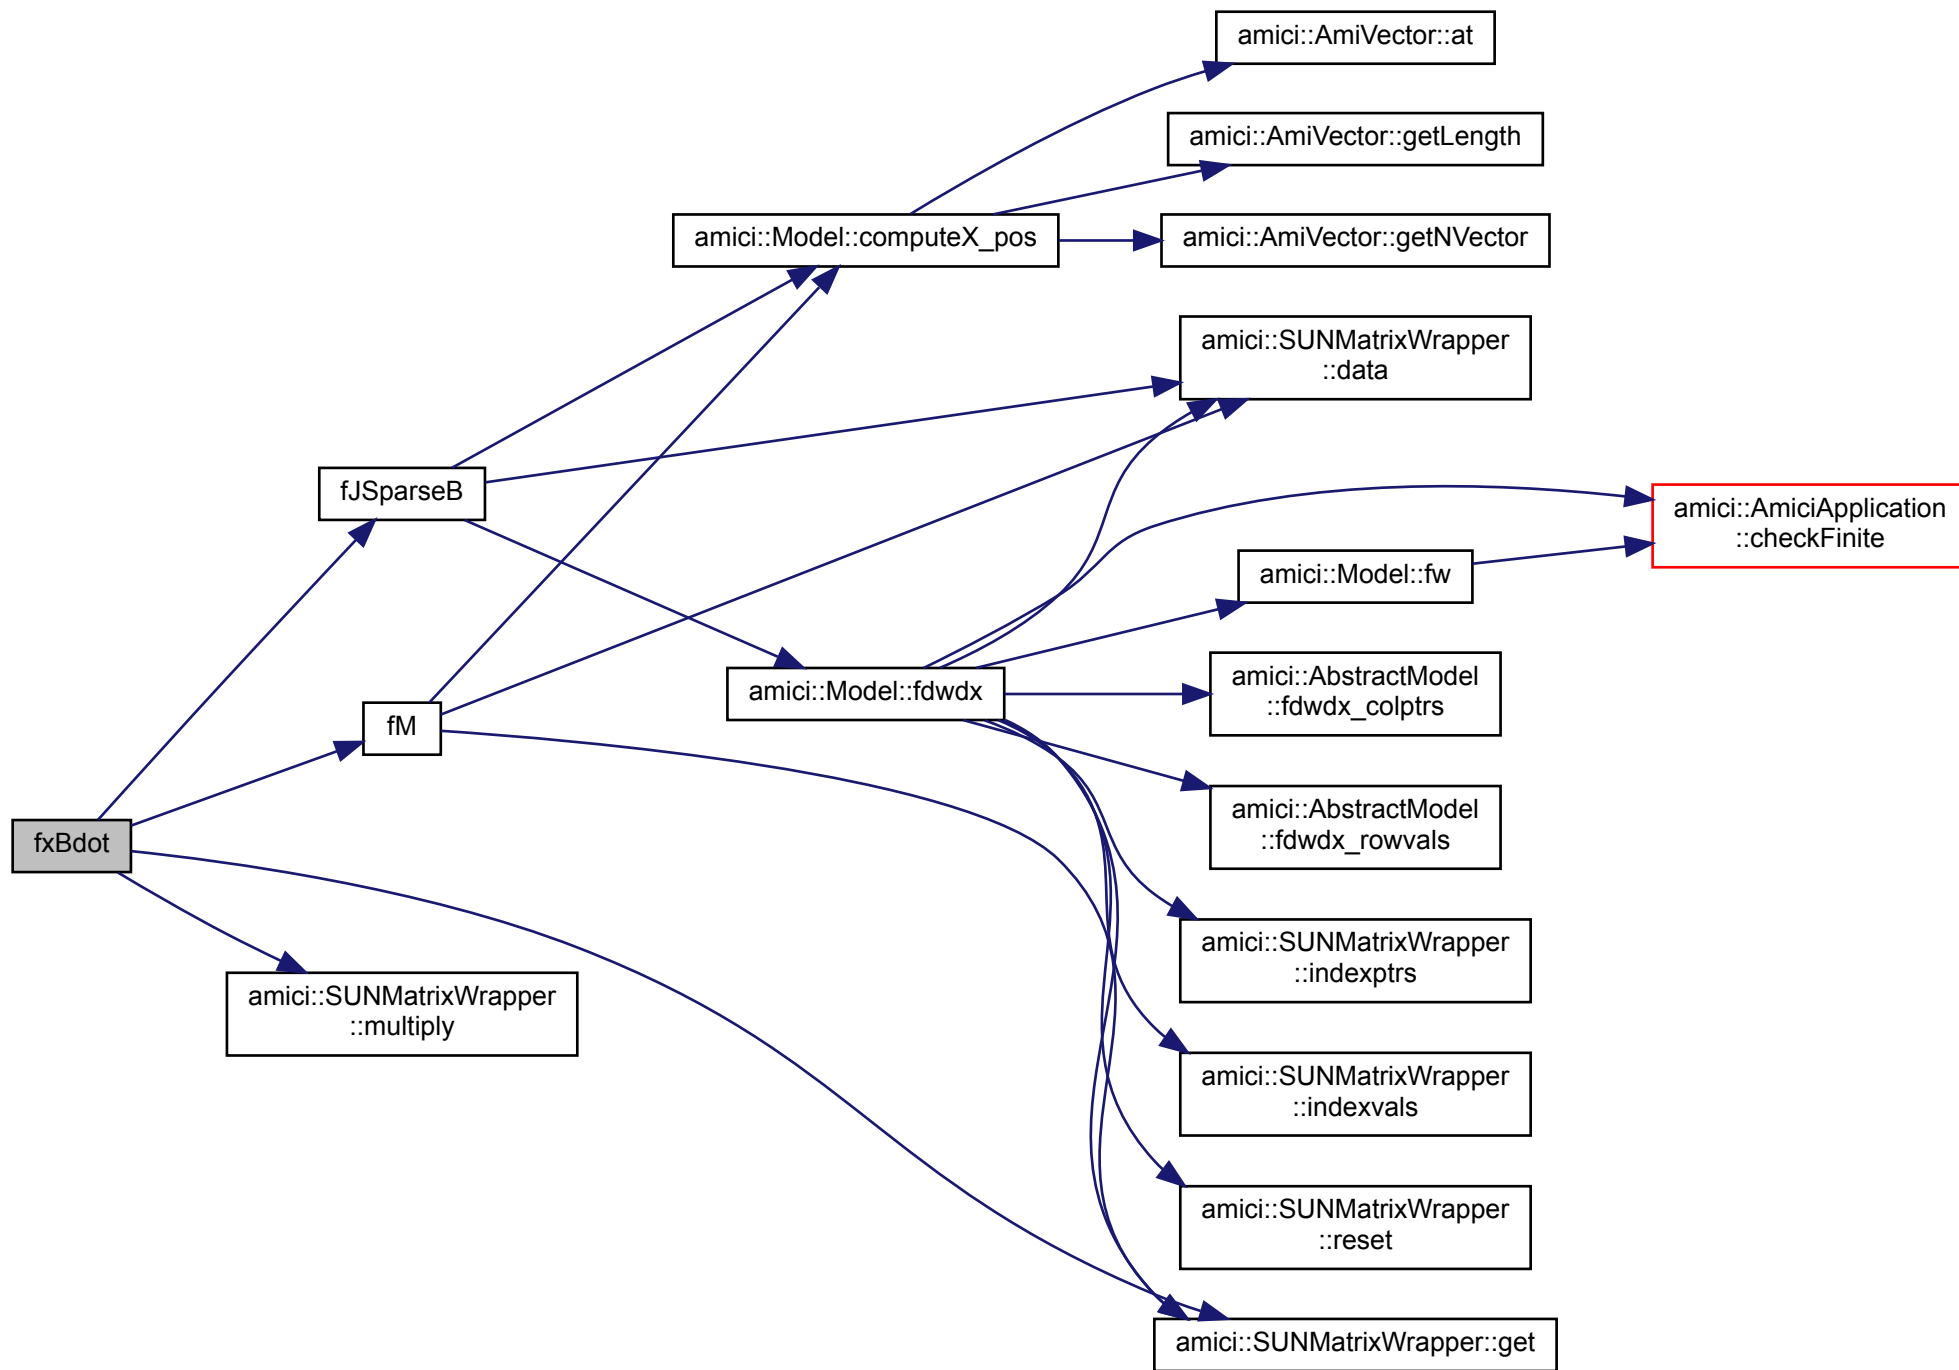 amici::AmiVector::at
amici::AmiVector::getLength
amici::Model::computeX_pos
amici::AmiVector::getNVector
amici::SUNMatrixWrapper
::data
fJSparseB
amici::AmiciApplication
::checkFinite
amici::Model::fw
amici::Model::fdwdx
amici::AbstractModel
::fdwdx_colptrs
fM
amici::AbstractModel
::fdwdx_rowvals
fxBdot
amici::SUNMatrixWrapper
::indexptrs
amici::SUNMatrixWrapper
::multiply
amici::SUNMatrixWrapper
::indexvals
amici::SUNMatrixWrapper
::reset
amici::SUNMatrixWrapper::get